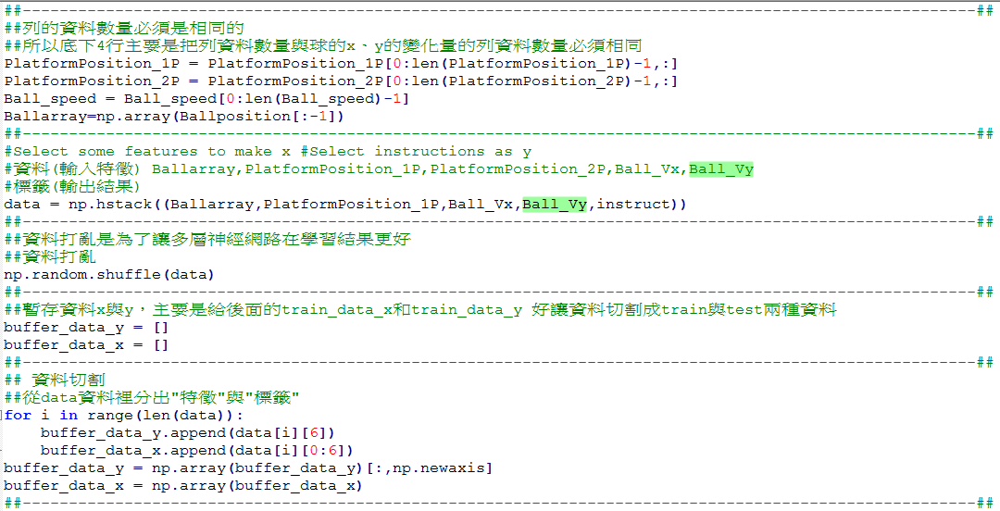 ##-------------------------------------------------------------------------------------------------------##
##列的資料數量必須是相同的
##所以底下4行主要是把列資料數量與球的x、y的變化量的列資料數量必須相同
PlatformPosition_1P = PlatformPosition_1P[0:len(PlatformPosition_1P)-1,:]
PlatformPosition_2P = PlatformPosition_2P[0:len(PlatformPosition_2P)-1,:]
Ball_speed = Ball_speed[0:len(Ball_speed)-1]
Ballarray=np.array(Ballposition[:-1])
##-------------------------------------------------------------------------------------------------------##
#Select some features to make x #Select instructions as y
#資料(輸入特徵) Ballarray,PlatformPosition_1P,PlatformPosition_2P,Ball_Vx,Ball_Vy
#標籤(輸出結果)
data = np.hstack((Ballarray,PlatformPosition_1P,Ball_Vx,Ball_Vy,instruct))
##-------------------------------------------------------------------------------------------------------##
##資料打亂是為了讓多層神經網路在學習結果更好
##資料打亂
np.random.shuffle(data)
##-------------------------------------------------------------------------------------------------------##
##暫存資料x與y，主要是給後面的train_data_x和train_data_y 好讓資料切割成train與test兩種資料
buffer_data_y = []
buffer_data_x = []
##-------------------------------------------------------------------------------------------------------##
## 資料切割
##從data資料裡分出"特徵"與"標籤"
for i in range(len(data)):
    buffer_data_y.append(data[i][6])
    buffer_data_x.append(data[i][0:6])
buffer_data_y = np.array(buffer_data_y)[:,np.newaxis]
buffer_data_x = np.array(buffer_data_x)
##-------------------------------------------------------------------------------------------------------##